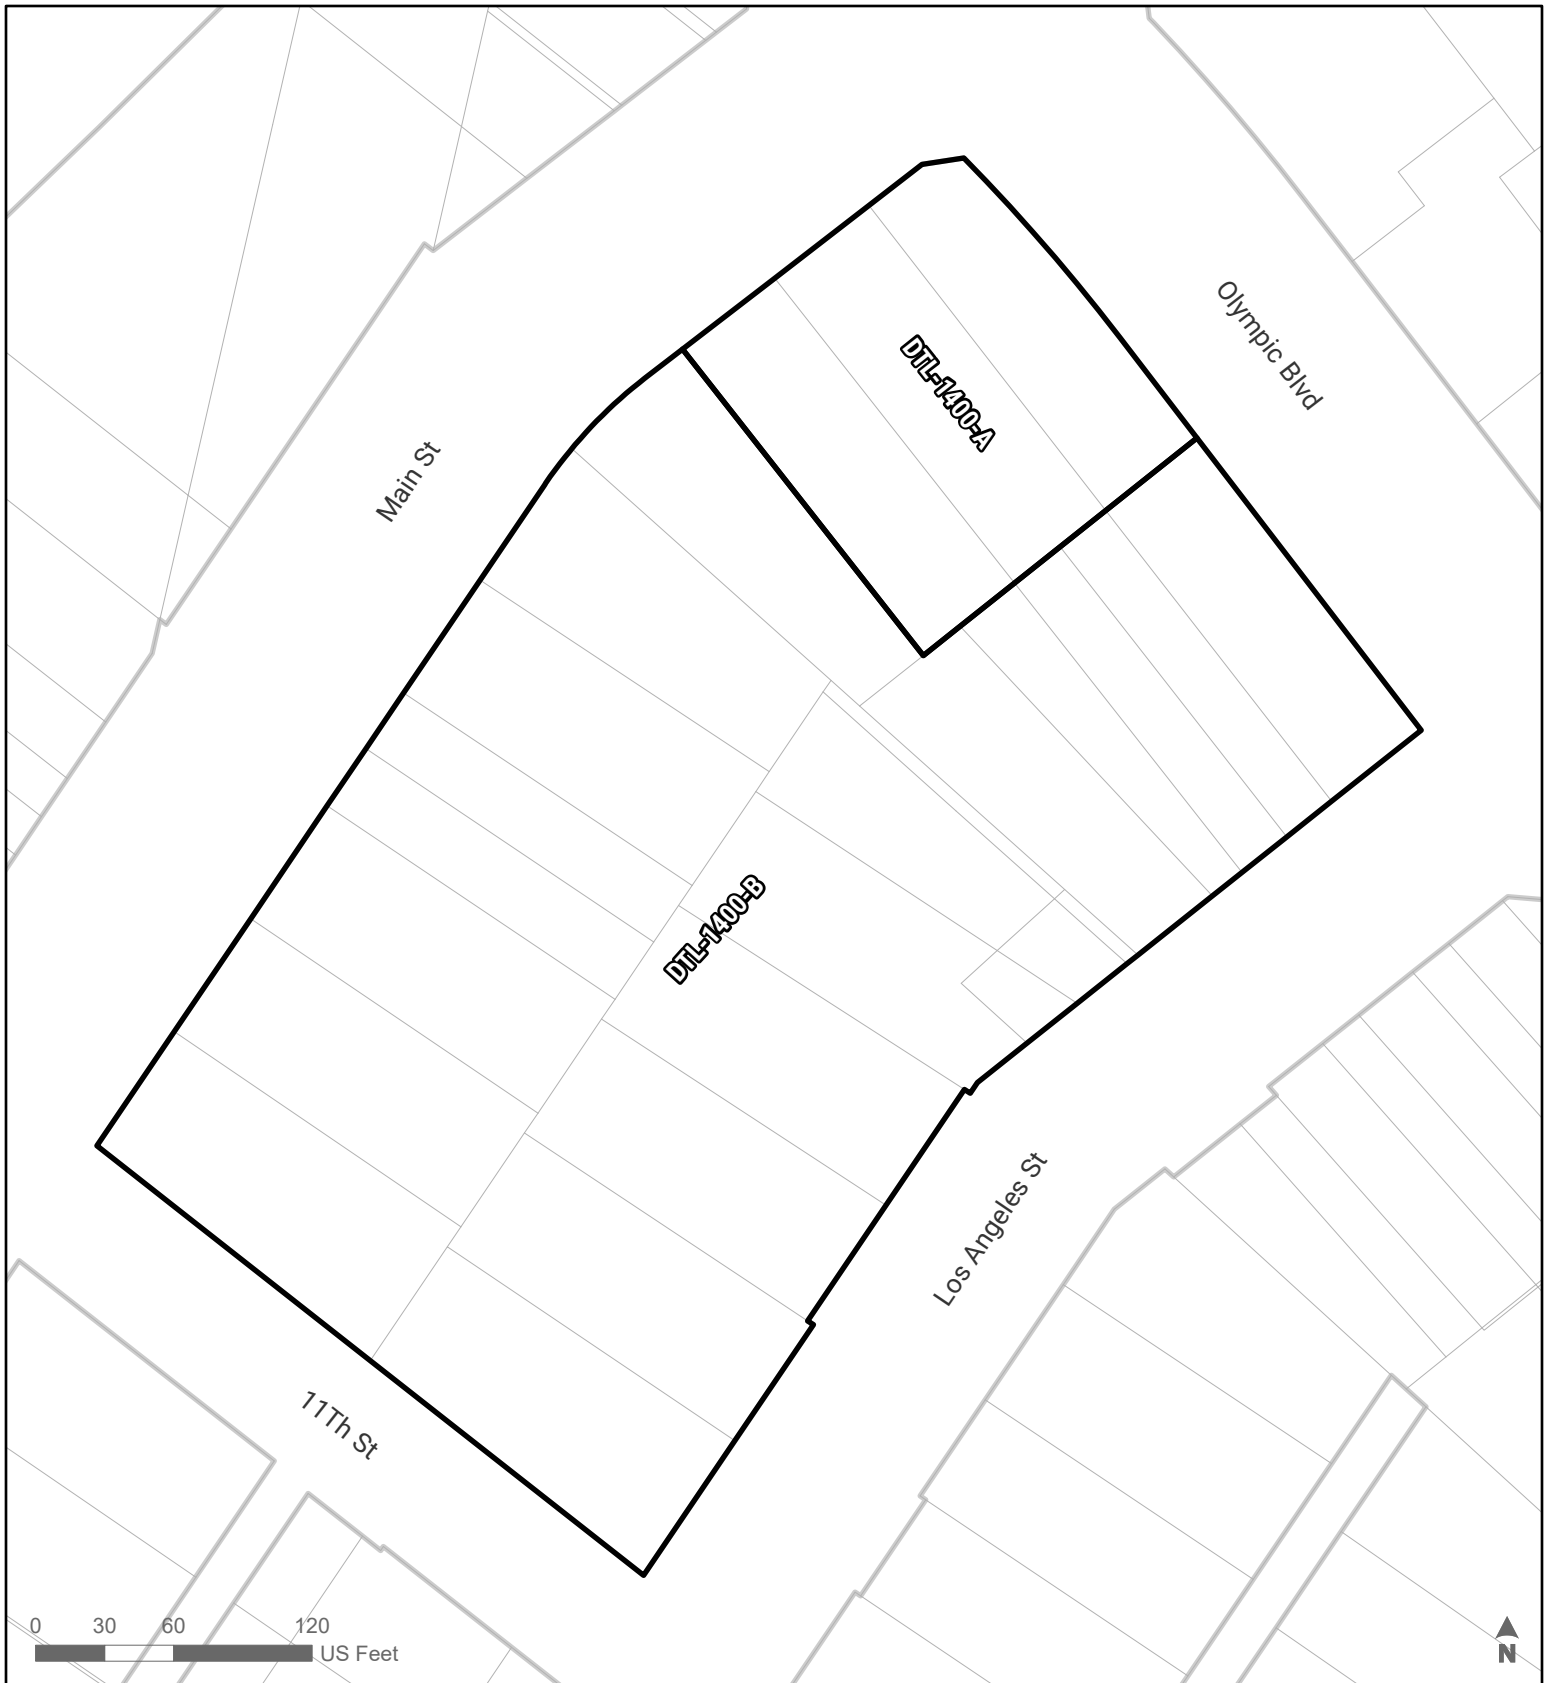 Olympic Blvd
DTL-1400-A
Main St
DTL-1400-B
Los Angeles St
11Th St
0 30 60 120
US Feet
N